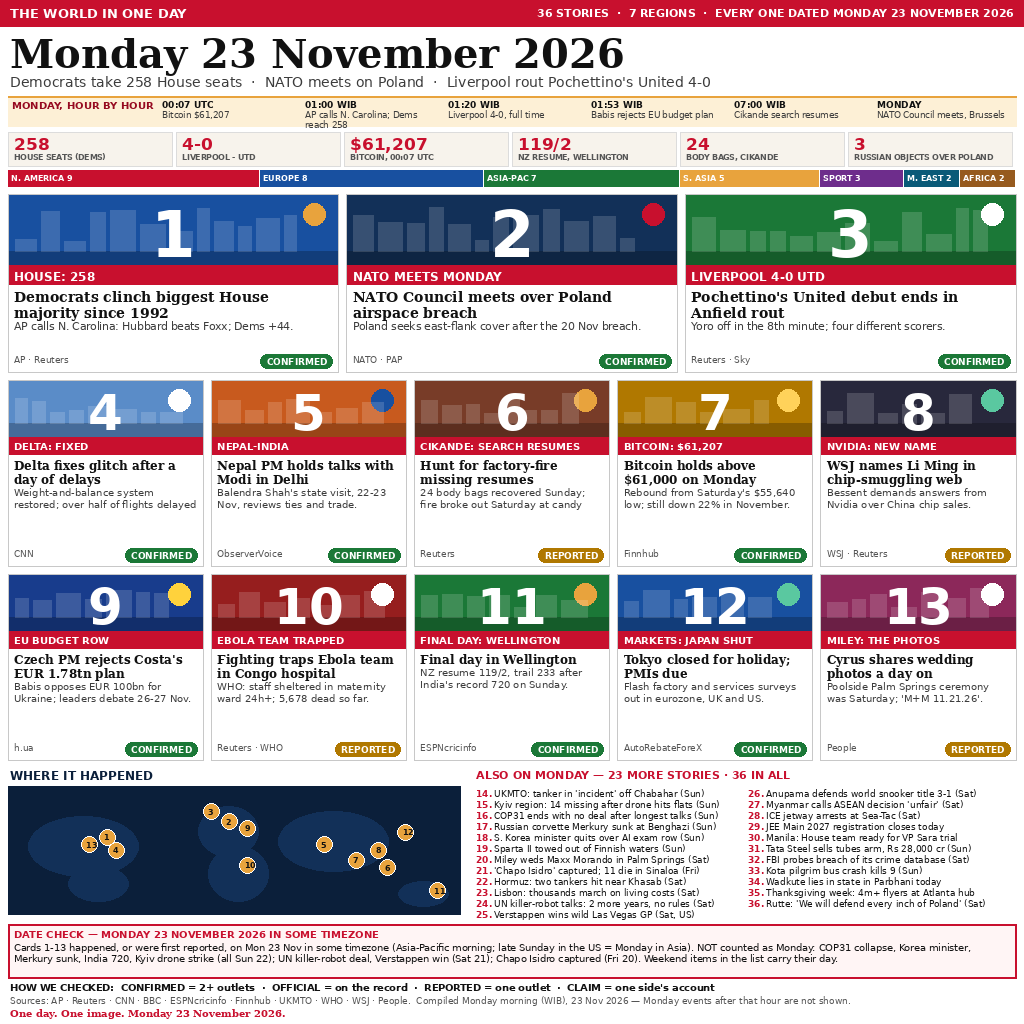 THE WORLD IN ONE DAY
36 STORIES · 7 REGIONS · EVERY ONE DATED MONDAY 23 NOVEMBER 2026
Monday 23 November 2026
Democrats take 258 House seats · NATO meets on Poland · Liverpool rout Pochettino's United 4-0
MONDAY, HOUR BY HOUR
00:07 UTC
Bitcoin $61,207
01:00 WIB
AP calls N. Carolina; Dems
reach 258
01:20 WIB
Liverpool 4-0, full time
01:53 WIB
Babis rejects EU budget plan
07:00 WIB
Cikande search resumes
MONDAY
NATO Council meets, Brussels
258
HOUSE SEATS (DEMS)
4-0
LIVERPOOL - UTD
$61,207
BITCOIN, 00:07 UTC
119/2
NZ RESUME, WELLINGTON
24
BODY BAGS, CIKANDE
3
RUSSIAN OBJECTS OVER POLAND
N. AMERICA 9
EUROPE 8
ASIA-PAC 7
S. ASIA 5
SPORT 3
M. EAST 2
AFRICA 2
1
HOUSE: 258
Democrats clinch biggest House
majority since 1992
AP calls N. Carolina: Hubbard beats Foxx; Dems +44.
AP · Reuters
CONFIRMED
2
NATO MEETS MONDAY
NATO Council meets over Poland
airspace breach
Poland seeks east-flank cover after the 20 Nov breach.
NATO · PAP
CONFIRMED
3
LIVERPOOL 4-0 UTD
Pochettino's United debut ends in
Anfield rout
Yoro off in the 8th minute; four different scorers.
Reuters · Sky
CONFIRMED
4
DELTA: FIXED
Delta fixes glitch after a
day of delays
Weight-and-balance system
restored; over half of flights delayed
CNN
CONFIRMED
5
NEPAL-INDIA
Nepal PM holds talks with
Modi in Delhi
Balendra Shah's state visit, 22-23
Nov, reviews ties and trade.
ObserverVoice
CONFIRMED
6
CIKANDE: SEARCH RESUMES
Hunt for factory-fire
missing resumes
24 body bags recovered Sunday;
fire broke out Saturday at candy
Reuters
REPORTED
7
BITCOIN: $61,207
Bitcoin holds above
$61,000 on Monday
Rebound from Saturday's $55,640
low; still down 22% in November.
Finnhub
CONFIRMED
8
NVIDIA: NEW NAME
WSJ names Li Ming in
chip-smuggling web
Bessent demands answers from
Nvidia over China chip sales.
WSJ · Reuters
REPORTED
9
EU BUDGET ROW
Czech PM rejects Costa's
EUR 1.78tn plan
Babis opposes EUR 100bn for
Ukraine; leaders debate 26-27 Nov.
h.ua
CONFIRMED
10
EBOLA TEAM TRAPPED
Fighting traps Ebola team
in Congo hospital
WHO: staff sheltered in maternity
ward 24h+; 5,678 dead so far.
Reuters · WHO
REPORTED
11
FINAL DAY: WELLINGTON
Final day in Wellington
NZ resume 119/2, trail 233 after
India's record 720 on Sunday.
ESPNcricinfo
CONFIRMED
12
MARKETS: JAPAN SHUT
Tokyo closed for holiday;
PMIs due
Flash factory and services surveys
out in eurozone, UK and US.
AutoRebateForeX
CONFIRMED
13
MILEY: THE PHOTOS
Cyrus shares wedding
photos a day on
Poolside Palm Springs ceremony
was Saturday; 'M+M 11.21.26'.
People
REPORTED
WHERE IT HAPPENED
3
2
9
1
13
4
5
12
8
7
10
6
11
ALSO ON MONDAY — 23 MORE STORIES · 36 IN ALL
14. UKMTO: tanker in 'incident' off Chabahar (Sun)
15. Kyiv region: 14 missing after drone hits flats (Sun)
16. COP31 ends with no deal after longest talks (Sun)
17. Russian corvette Merkury sunk at Benghazi (Sun)
18. S. Korea minister quits over AI exam row (Sun)
19. Sparta II towed out of Finnish waters (Sun)
20. Miley weds Maxx Morando in Palm Springs (Sat)
21. 'Chapo Isidro' captured; 11 die in Sinaloa (Fri)
22. Hormuz: two tankers hit near Khasab (Sat)
23. Lisbon: thousands march on living costs (Sat)
24. UN killer-robot talks: 2 more years, no rules (Sat)
25. Verstappen wins wild Las Vegas GP (Sat, US)
26. Anupama defends world snooker title 3-1 (Sat)
27. Myanmar calls ASEAN decision 'unfair' (Sat)
28. ICE jetway arrests at Sea-Tac (Sat)
29. JEE Main 2027 registration closes today
30. Manila: House team ready for VP Sara trial
31. Tata Steel sells tubes arm, Rs 28,000 cr (Sun)
32. FBI probes breach of its crime database (Sat)
33. Kota pilgrim bus crash kills 9 (Sun)
34. Wadkute lies in state in Parbhani today
35. Thanksgiving week: 4m+ flyers at Atlanta hub
36. Rutte: 'We will defend every inch of Poland' (Sat)
DATE CHECK — MONDAY 23 NOVEMBER 2026 IN SOME TIMEZONE
Cards 1-13 happened, or were first reported, on Mon 23 Nov in some timezone (Asia-Pacific morning; late Sunday in the US = Monday in Asia). NOT counted as Monday: COP31 collapse, Korea minister,
Merkury sunk, India 720, Kyiv drone strike (all Sun 22); UN killer-robot deal, Verstappen win (Sat 21); Chapo Isidro captured (Fri 20). Weekend items in the list carry their day.
HOW WE CHECKED: CONFIRMED = 2+ outlets · OFFICIAL = on the record · REPORTED = one outlet · CLAIM = one side's account
Sources: AP · Reuters · CNN · BBC · ESPNcricinfo · Finnhub · UKMTO · WHO · WSJ · People. Compiled Monday morning (WIB), 23 Nov 2026 — Monday events after that hour are not shown.
One day. One image. Monday 23 November 2026.